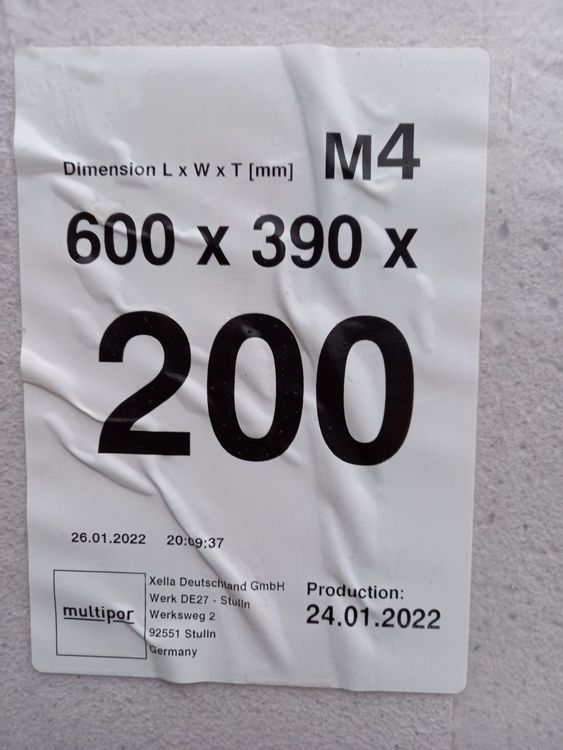 M4
Dimension L x W x T [mm]
600 x 390 x
200
26.01.2022 20:09:37
multipor
Xella Deutschland GmbH
Werk DE27 - Stulln
Werksweg 2
92551 Stulln
Germany
Production:
24.01.2022